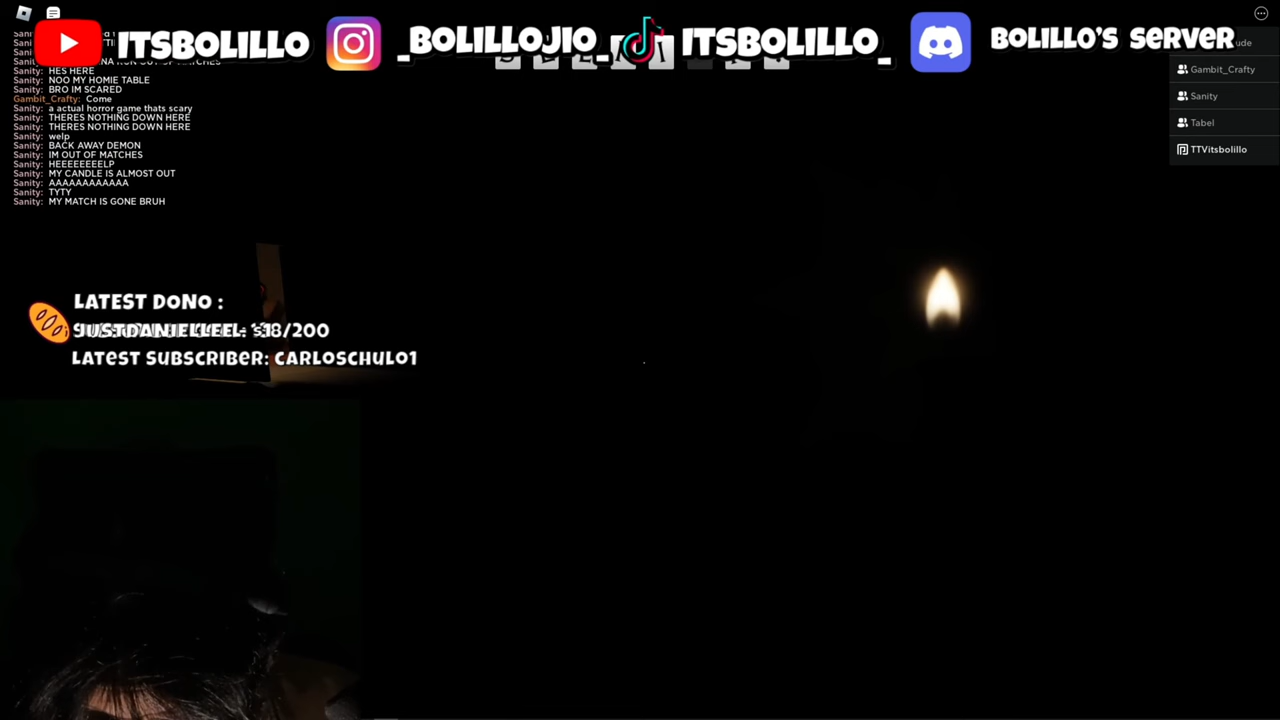 ITSBOLILLO
_BOLILLOJIO_
ITSBOLILLO_
BOLILLO'S SERVER
Sanity: HES HERE
Sanity: NOO MY HOMIE TABLE
Sanity: BRO IM SCARED
Gambit_Crafty: Come
Sanity: a actual horror game thats scary
Sanity: THERES NOTHING DOWN HERE
Sanity: THERES NOTHING DOWN HERE
Sanity: welp
Sanity: BACK AWAY DEMON
Sanity: IM OUT OF MATCHES
Sanity: HEEEEEEEELP
Sanity: MY CANDLE IS ALMOST OUT
Sanity: AAAAAAAAAAAA
Sanity: TYTY
Sanity: MY MATCH IS GONE BRUH
Gambit_Crafty
Sanity
Tabel
TTVitsbolillo
LATEST DONO :
LATEST SUBSCRIBER: CARLOSCHULO1